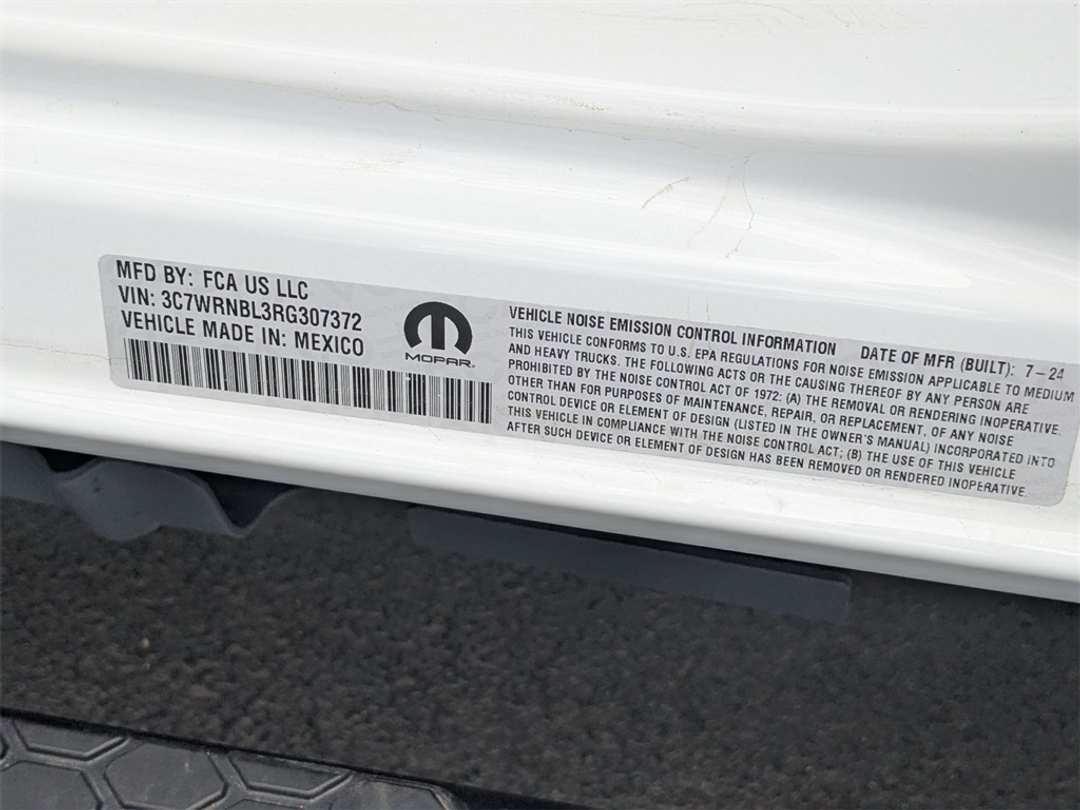 MFD BY: FCA US LLC
VIN: 3C7WRNBL3RG307372
VEHICLE MADE IN: MEXICO
MOPAR®
VEHICLE NOISE EMISSION CONTROL INFORMATION DATE OF MFR (BUILT): 7-24
THIS VEHICLE CONFORMS TO U.S. EPA REGULATIONS FOR NOISE EMISSION APPLICABLE TO MEDIUM
AND HEAVY TRUCKS. THE FOLLOWING ACTS OR THE CAUSING THEREOF BY ANY PERSON ARE
PROHIBITED BY THE NOISE CONTROL ACT OF 1972: (A) THE REMOVAL OR RENDERING INOPERATIVE.
OTHER THAN FOR PURPOSES OF MAINTENANCE, REPAIR, OR REPLACEMENT, OF ANY NOISE
CONTROL DEVICE OR ELEMENT OF DESIGN (LISTED IN THE OWNER'S MANUAL) INCORPORATED INTO
THIS VEHICLE IN COMPLIANCE WITH THE NOISE CONTROL ACT; (B) THE USE OF THIS VEHICLE
AFTER SUCH DEVICE OR ELEMENT OF DESIGN HAS BEEN REMOVED OR RENDERED INOPERATIVE.